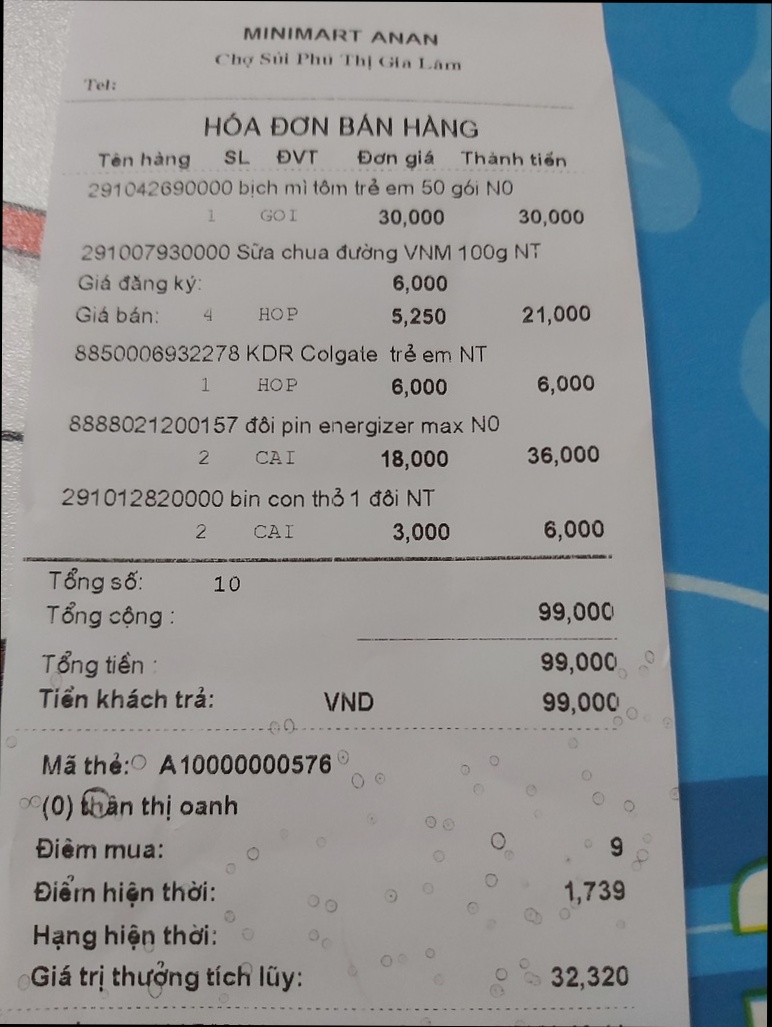 MINIMART ANAN
Chợ Sủi Phú Thị Gia Lâm
Tel:
HÓA ĐƠN BÁN HÀNG
Tên hàng SL ĐVT Đơn giá Thành tiền
291042690000 bịch mì tôm trẻ em 50 gói N0
1 GOI 30,000 30,000
291007930000 Sữa chua đường VNM 100g NT
Giá đăng ký: 6,000
Giá bán: 4 HOP 5,250 21,000
8850006932278 KDR Colgate trẻ em NT
1 HOP 6,000 6,000
8888021200157 đôi pin energizer max N0
2 CAI 18,000 36,000
291012820000 bin con thỏ 1 đôi NT
2 CAI 3,000 6,000
Tổng số: 10
Tổng cộng : 99,000
Tổng tiền : 99,000
Tiền khách trả: VND 99,000
Mã thẻ: A10000000576
(0) thân thị oanh
Điểm mua: 9
Điểm hiện thời: 1,739
Hạng hiện thời:
Giá trị thưởng tích lũy: 32,320